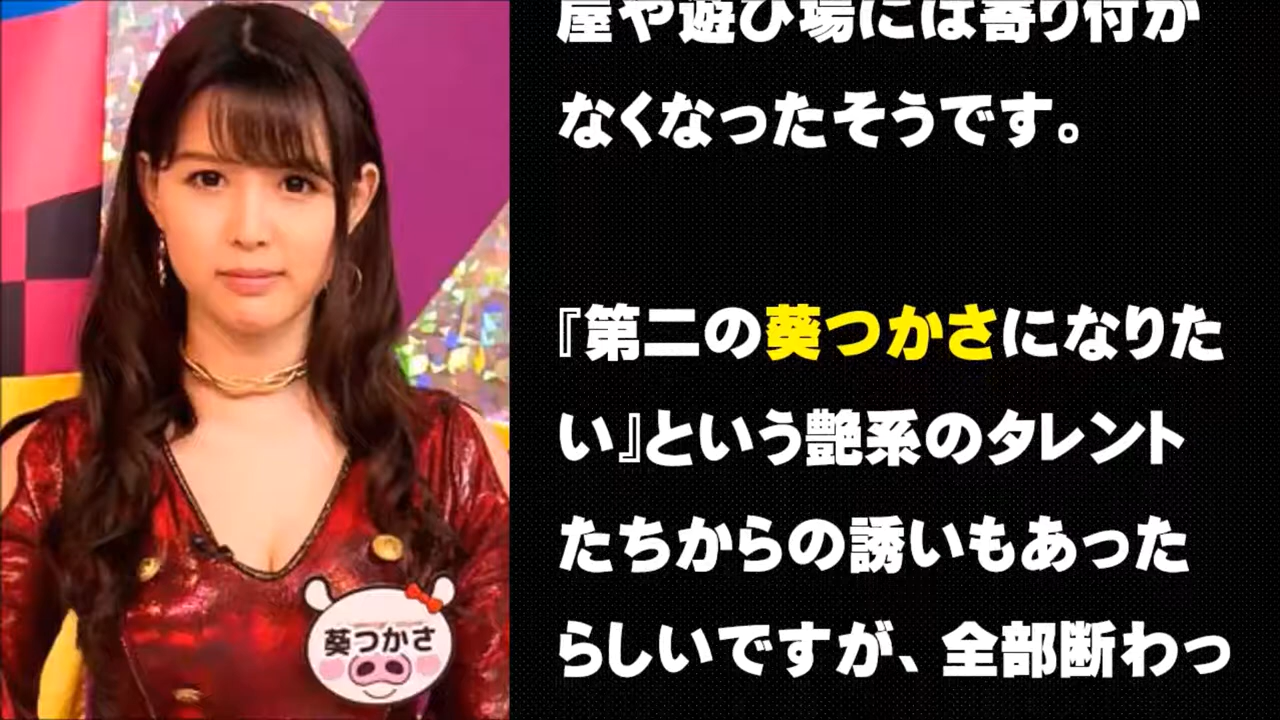 葵つかさ
屋や遊び場には寄り付か
なくなったそうです。
『第二の葵つかさになりた
い』という艶系のタレント
たちからの誘いもあった
らしいですが、全部断わっ